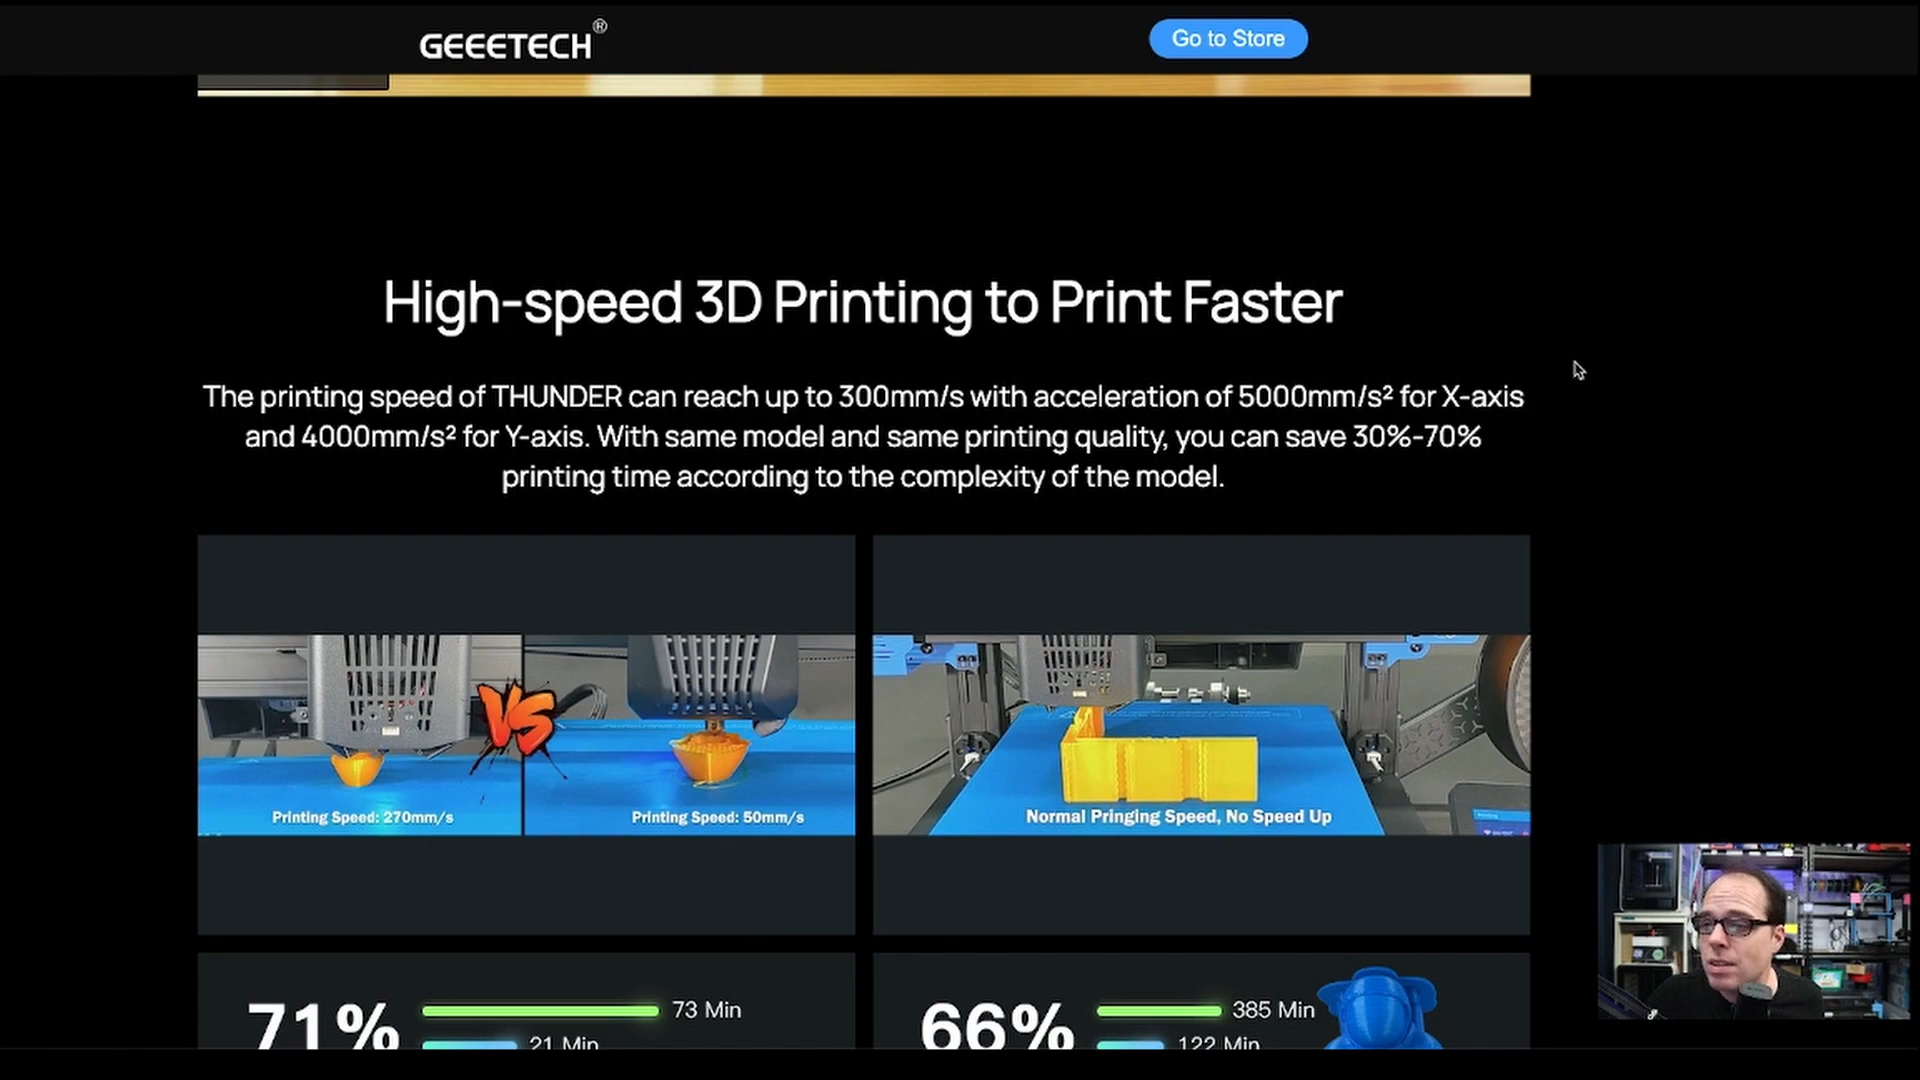 GEEETECH®
Go to Store
High-speed 3D Printing to Print Faster
The printing speed of THUNDER can reach up to 300mm/s with acceleration of 5000mm/s² for X-axis
and 4000mm/s² for Y-axis. With same model and same printing quality, you can save 30%-70%
printing time according to the complexity of the model.
VS
Printing Speed: 270mm/s
Printing Speed: 50mm/s
Normal Pringing Speed, No Speed Up
71%
73 Min
21 Min
66%
385 Min
122 Min